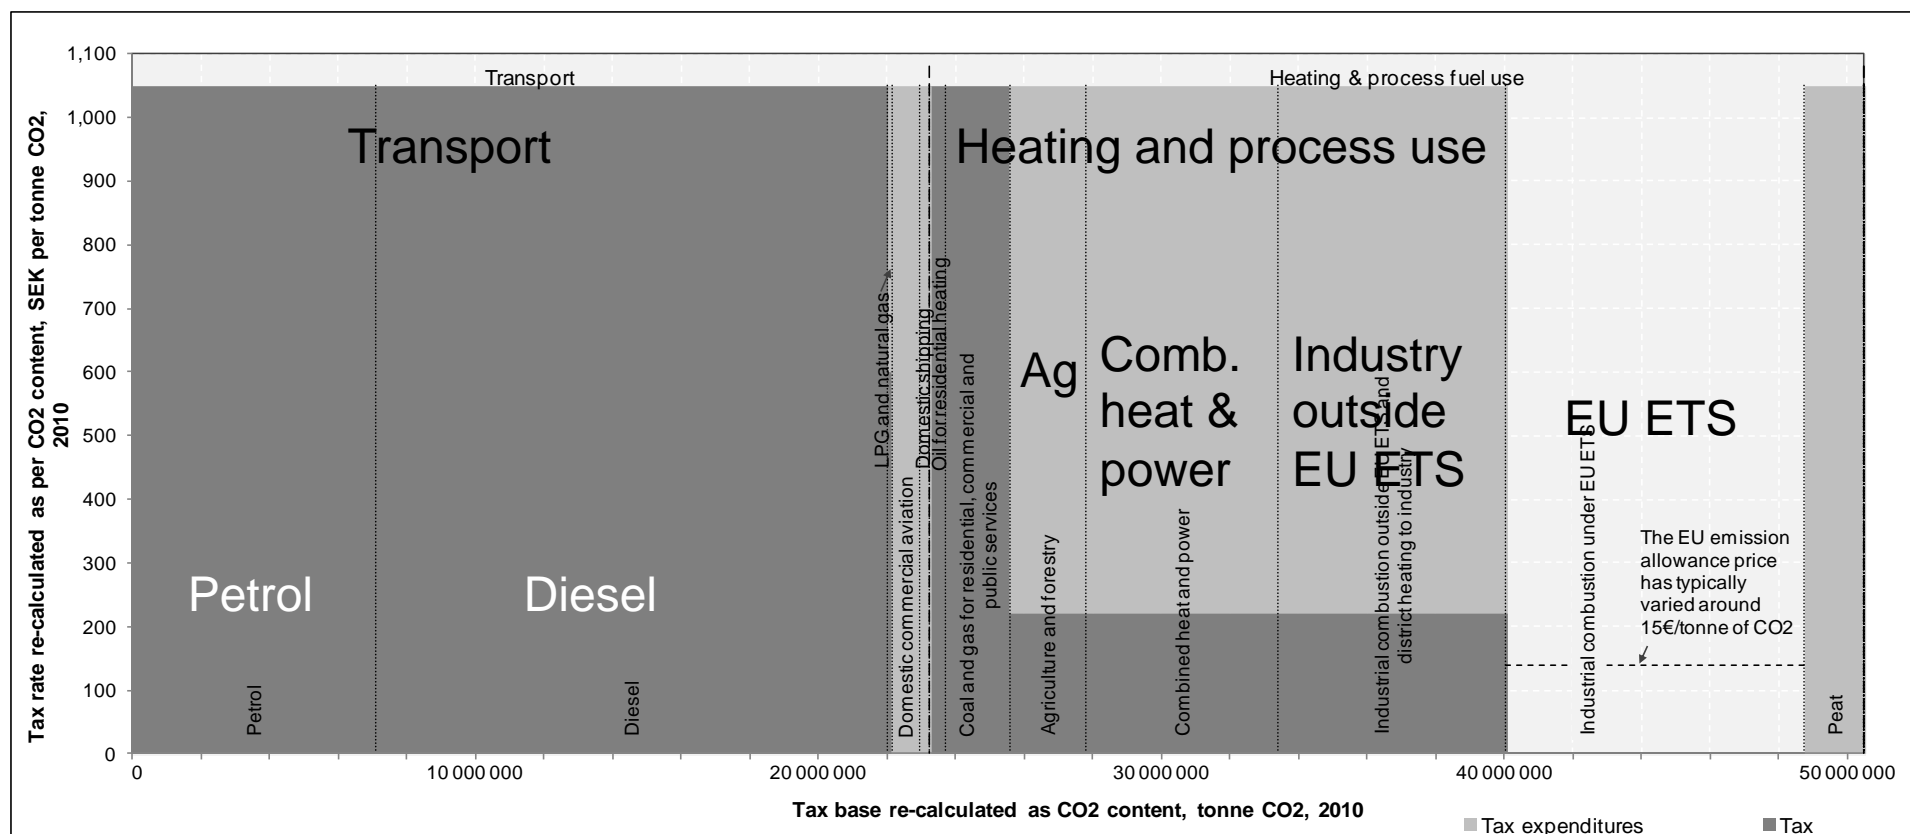 Tax rate re-calculated as per CO2 content, SEK per tonne CO2,
2010
1,100
1,000
900
800
700
600
500
400
300
200
100
0
Transport
Heating & process fuel use
Transport
Heating and process use
Petrol
Diesel
Ag
Comb.
heat &
power
Industry
outside
EU ETS
EU ETS
Petrol
Diesel
LPG and natural gas
Domestic commercial aviation
Domestic shipping
Oil for residential heating
Coal and gas for residential, commercial and
public services
Agriculture and forestry
Combined heat and power
Industrial combustion outside EU ETS and
district heating to industry
Industrial combustion under EU ETS
The EU emission
allowance price
has typically
varied around
15€/tonne of CO2
Peat
0
10 000 000
20 000 000
30 000 000
40 000 000
50 000 000
Tax base re-calculated as CO2 content, tonne CO2, 2010
Tax expenditures
Tax